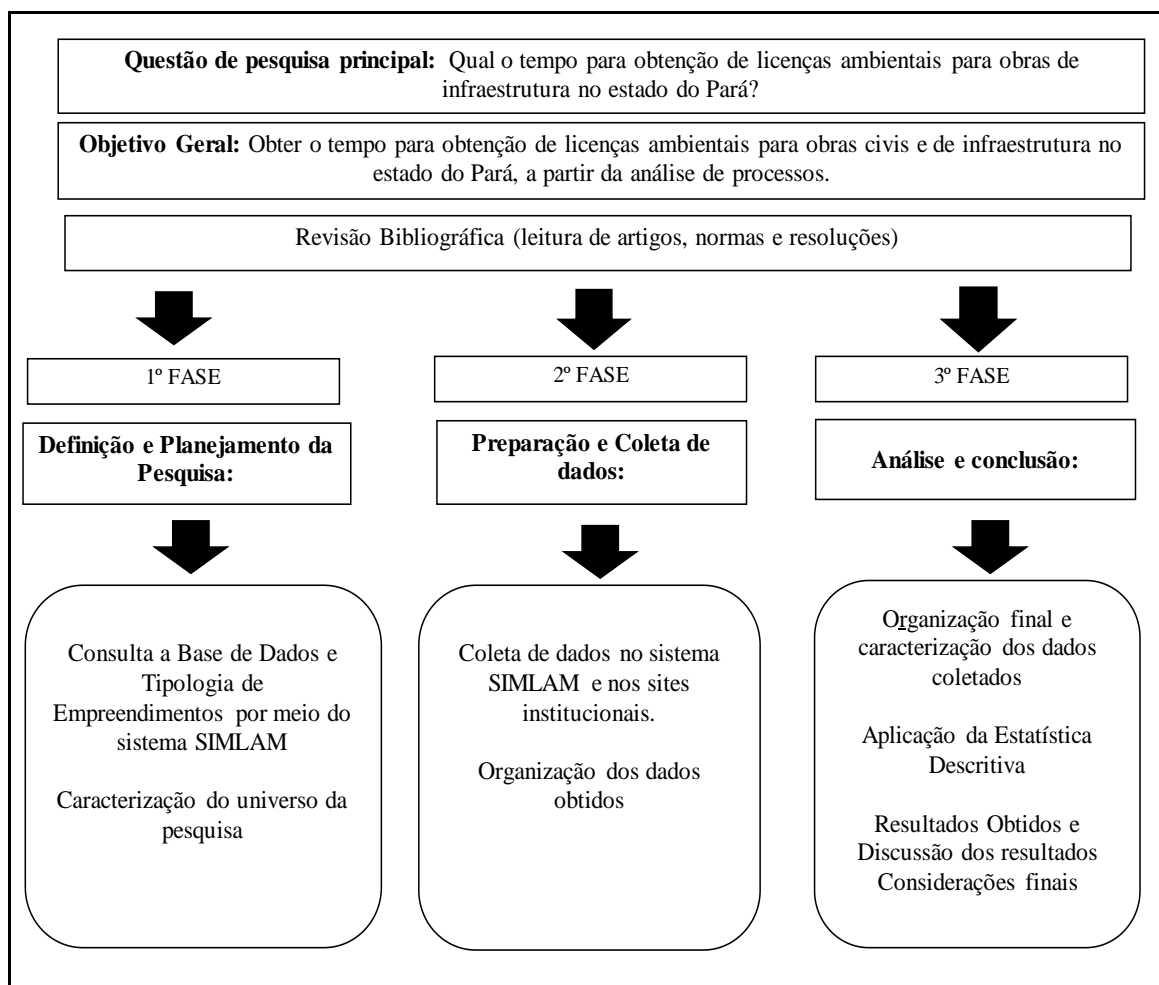 Questão de pesquisa principal: Qual o tempo para obtenção de licenças ambientais para obras de
infraestrutura no estado do Pará?
Objetivo Geral: Obter o tempo para obtenção de licenças ambientais para obras civis e de infraestrutura no
estado do Pará, a partir da análise de processos.
Revisão Bibliográfica (leitura de artigos, normas e resoluções)
1º FASE
Definição e Planejamento da
Pesquisa:
Consulta a Base de Dados e
Tipologia de
Empreendimentos por meio do
sistema SIMLAM
Caracterização do universo da
pesquisa
2º FASE
Preparação e Coleta de
dados:
Coleta de dados no sistema
SIMLAM e nos sites
institucionais.
Organização dos dados
obtidos
3º FASE
Análise e conclusão:
Organização final e
caracterização dos dados
coletados
Aplicação da Estatística
Descritiva
Resultados Obtidos e
Discussão dos resultados
Considerações finais